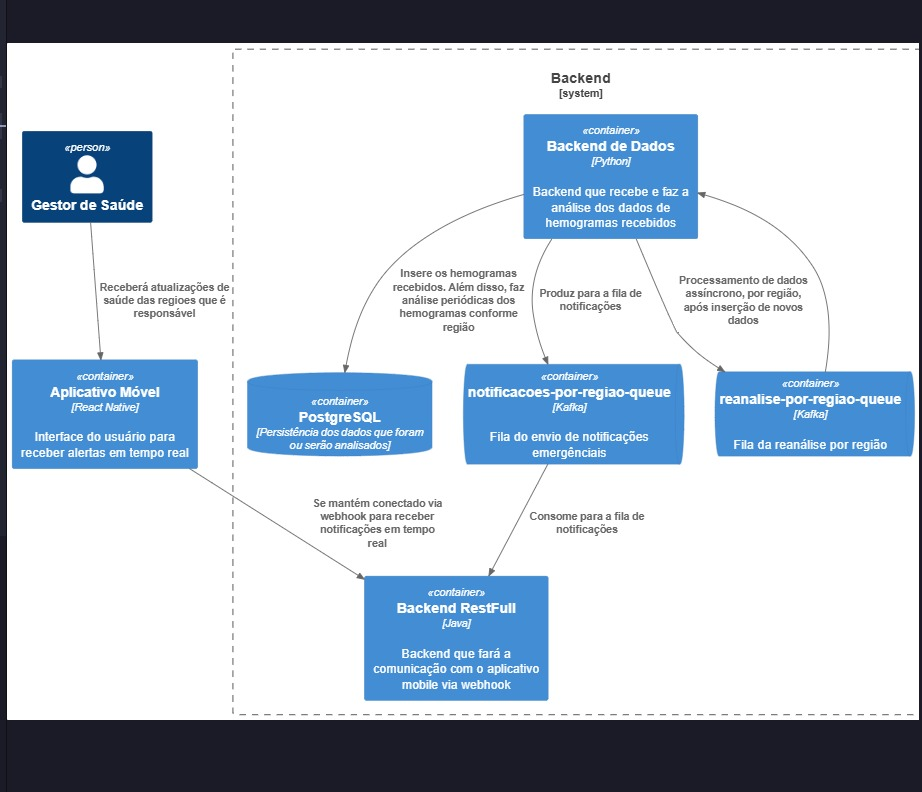 Backend
[system]
«container»
Backend de Dados
[Python]
Backend que recebe e faz a
análise dos dados de
hemogramas recebidos
«person»
Gestor de Saúde
Receberá atualizações de
saúde das regioes que é
responsável
Insere os hemogramas
recebidos. Além disso, faz
análise periódicas dos
hemogramas conforme
região
Produz para a fila de
notificações
Processamento de dados
assíncrono, por região,
após inserção de novos
dados
«container»
Aplicativo Móvel
[React Native]
Interface do usuário para
receber alertas em tempo real
«container»
PostgreSQL
[Persistência dos dados que foram
ou serão analisados]
«container»
notificacoes-por-regiao-queue
[Kafka]
Fila do envio de notificações
emergênciais
«container»
reanalise-por-regiao-queue
[Kafka]
Fila da reanálise por região
Se mantém conectado via
webhook para receber
notificações em tempo
real
Consome para a fila de
notificações
«container»
Backend RestFull
[Java]
Backend que fará a
comunicação com o aplicativo
mobile via webhook